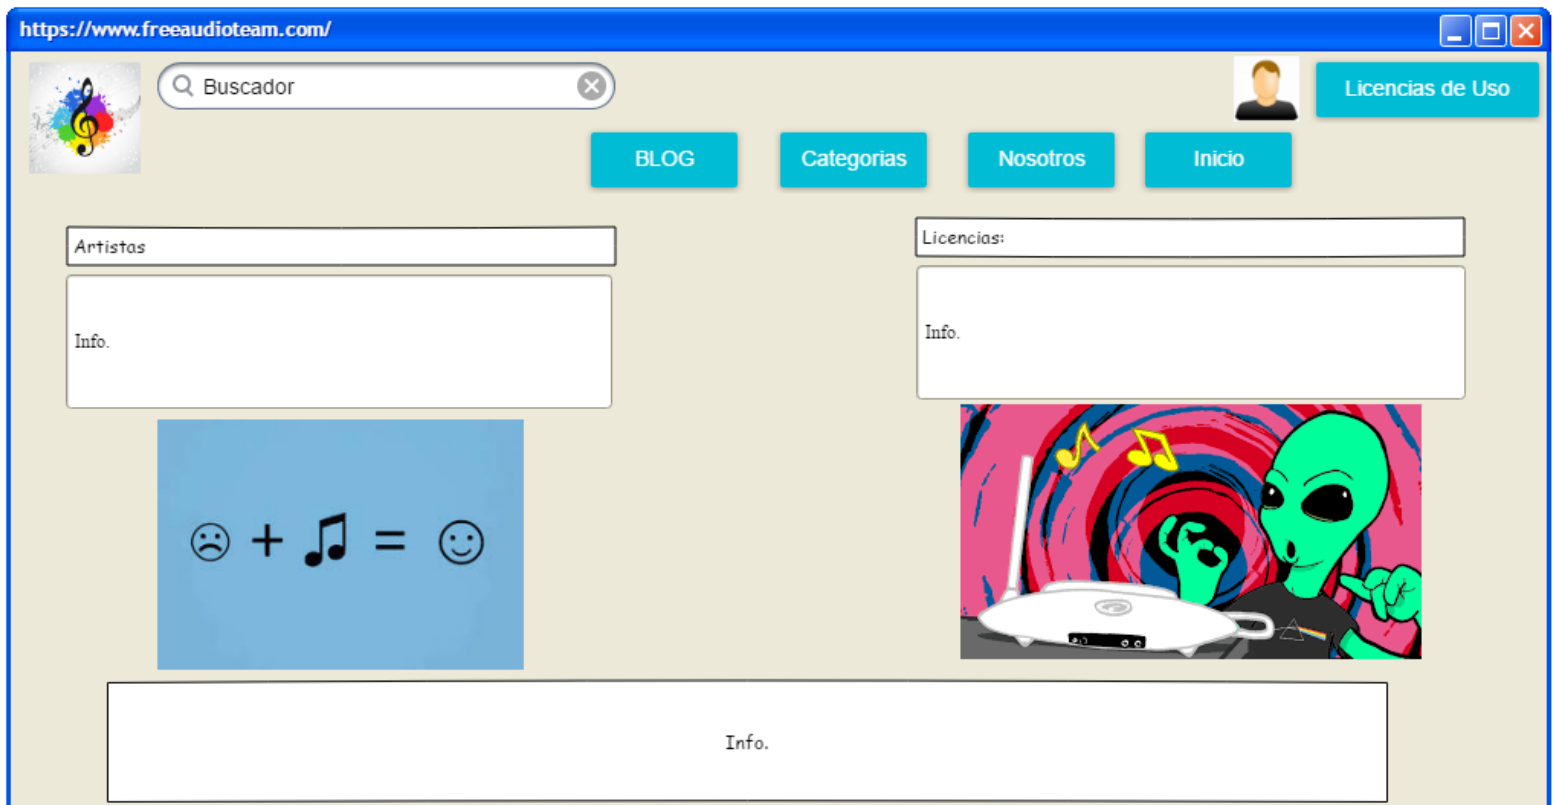 https://www.freeaudioteam.com/
Buscador
Licencias de Uso
BLOG
Categorias
Nosotros
Inicio
Artistas
Licencias:
Info.
Info.
+ =
Info.